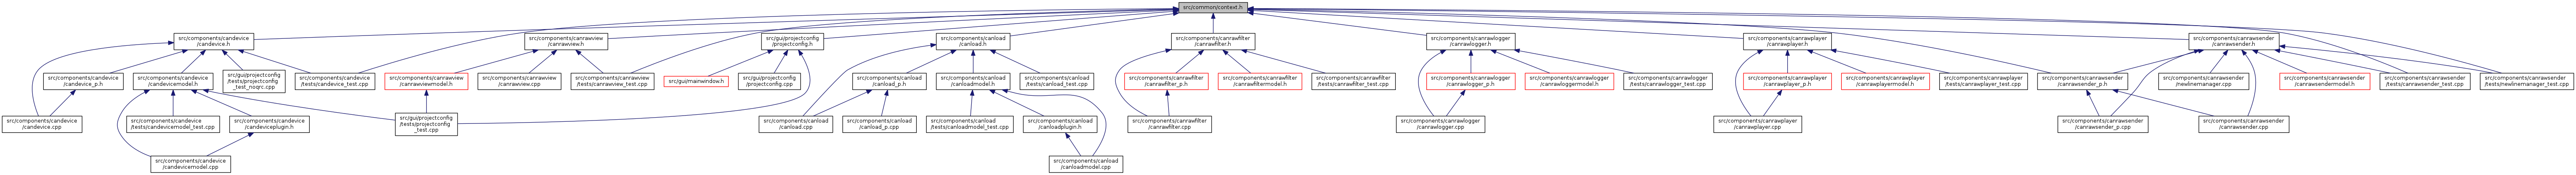 src/common/context.h
src/components/candevice
/candevice.h
src/components/canrawview
/canrawview.h
src/gui/projectconfig
/projectconfig.h
src/components/canload
/canload.h
src/components/canrawfilter
/canrawfilter.h
src/components/canrawlogger
/canrawlogger.h
src/components/canrawplayer
/canrawplayer.h
src/components/canrawsender
/canrawsender.h
src/components/candevice
/candevice_p.h
src/components/candevice
/candevicemodel.h
src/gui/projectconfig
/tests/projectconfig
_test_noqrc.cpp
src/components/candevice
/tests/candevice_test.cpp
src/components/canrawview
/canrawviewmodel.h
src/components/canrawview
/canrawview.cpp
src/components/canrawview
/tests/canrawview_test.cpp
src/gui/mainwindow.h
src/gui/projectconfig
/projectconfig.cpp
src/components/canload
/canload_p.h
src/components/canload
/canloadmodel.h
src/components/canload
/tests/canload_test.cpp
src/components/canrawfilter
/canrawfilter_p.h
src/components/canrawfilter
/canrawfiltermodel.h
src/components/canrawfilter
/tests/canrawfilter_test.cpp
src/components/canrawlogger
/canrawlogger_p.h
src/components/canrawlogger
/canrawloggermodel.h
src/components/canrawlogger
/tests/canrawlogger_test.cpp
src/components/canrawplayer
/canrawplayer_p.h
src/components/canrawplayer
/canrawplayermodel.h
src/components/canrawplayer
/tests/canrawplayer_test.cpp
src/components/canrawsender
/canrawsender_p.h
src/components/canrawsender
/newlinemanager.cpp
src/components/canrawsender
/canrawsendermodel.h
src/components/canrawsender
/tests/canrawsender_test.cpp
src/components/canrawsender
/tests/newlinemanager_test.cpp
src/components/candevice
/candevice.cpp
src/components/candevice
/tests/candevicemodel_test.cpp
src/components/candevice
/candeviceplugin.h
src/gui/projectconfig
/tests/projectconfig
_test.cpp
src/components/canload
/canload.cpp
src/components/canload
/canload_p.cpp
src/components/canload
/tests/canloadmodel_test.cpp
src/components/canload
/canloadplugin.h
src/components/canrawfilter
/canrawfilter.cpp
src/components/canrawlogger
/canrawlogger.cpp
src/components/canrawplayer
/canrawplayer.cpp
src/components/canrawsender
/canrawsender_p.cpp
src/components/canrawsender
/canrawsender.cpp
src/components/candevice
/candevicemodel.cpp
src/components/canload
/canloadmodel.cpp